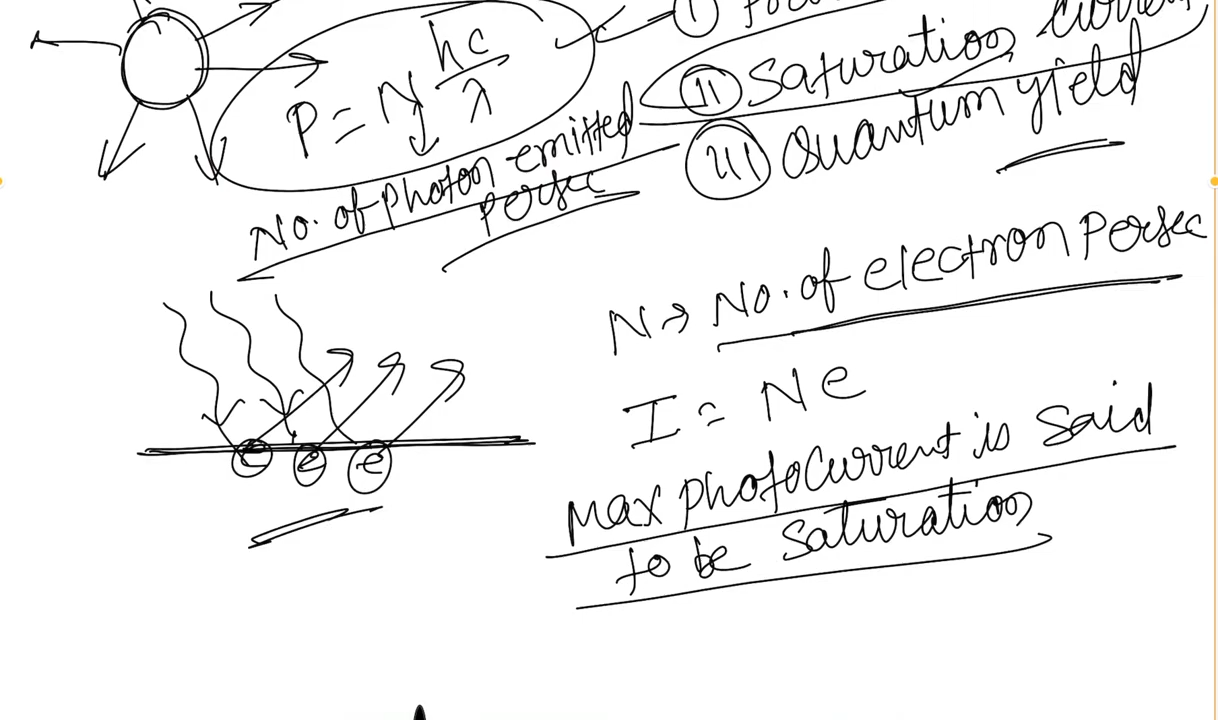 I
II Saturation Current
III Quantum yield
P = N hc/λ
No. of Photon emitted
persec
N → No. of electron Persec
I = Ne
Max photocurrent is said
to be saturation
e e e